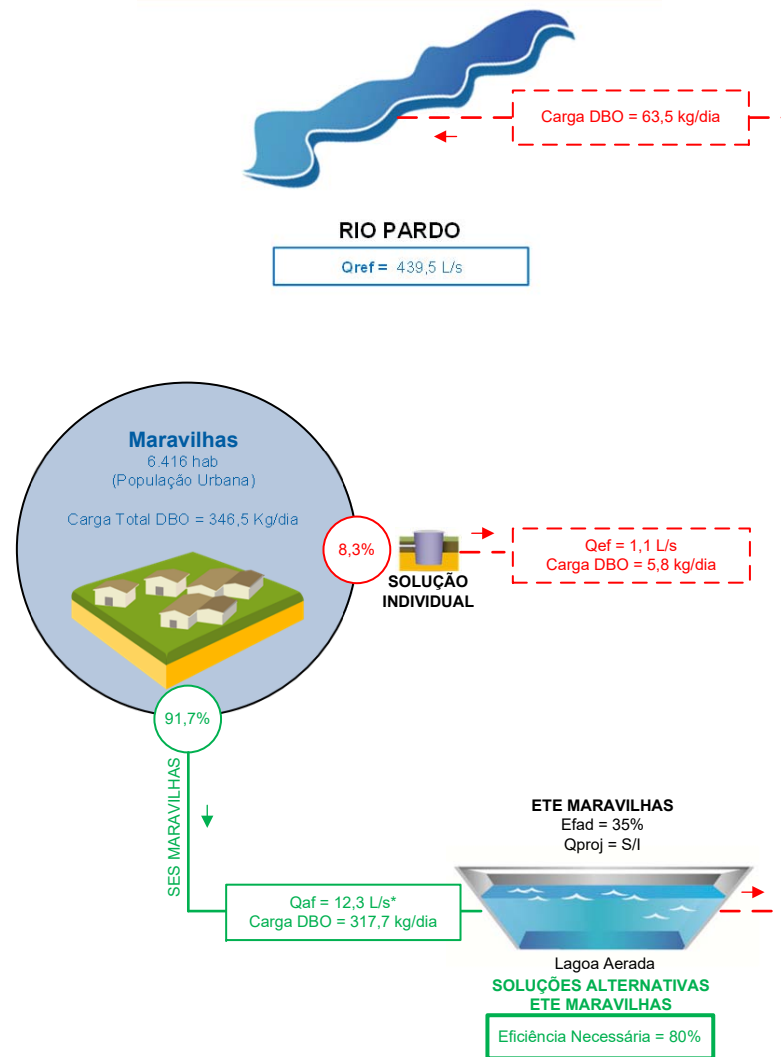 Carga DBO = 63,5 kg/dia
RIO PARDO
Qref = 439,5 L/s
Maravilhas
6.416 hab
(População Urbana)
Carga Total DBO = 346,5 Kg/dia
8,3%
SOLUÇÃO
INDIVIDUAL
Qef = 1,1 L/s
Carga DBO = 5,8 kg/dia
91,7%
SES MARAVILHAS
Qaf = 12,3 L/s*
Carga DBO = 317,7 kg/dia
ETE MARAVILHAS
Efad = 35%
Qproj = S/I
Lagoa Aerada
SOLUÇÕES ALTERNATIVAS
ETE MARAVILHAS
Eficiência Necessária = 80%